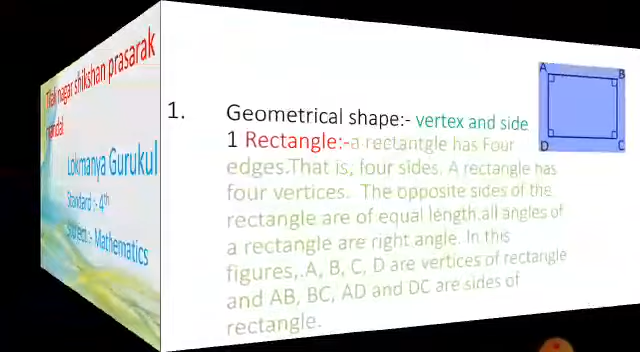 Tilak nagar shikshan prasarak
mandal
Lokmanya Gurukul
Standard :- 4th
Subject:- Mathematics
1. Geometrical shape:- vertex and side
1 Rectangle:-a rectantgle has Four
edges.That is, four sides. A rectangle has
four vertices. The opposite sides of the
rectangle are of equal length.all angles of
a rectangle are right angle. In this
figures,.A, B, C, D are vertices of rectangle
and AB, BC, AD and DC are sides of
rectangle.
A B
D C